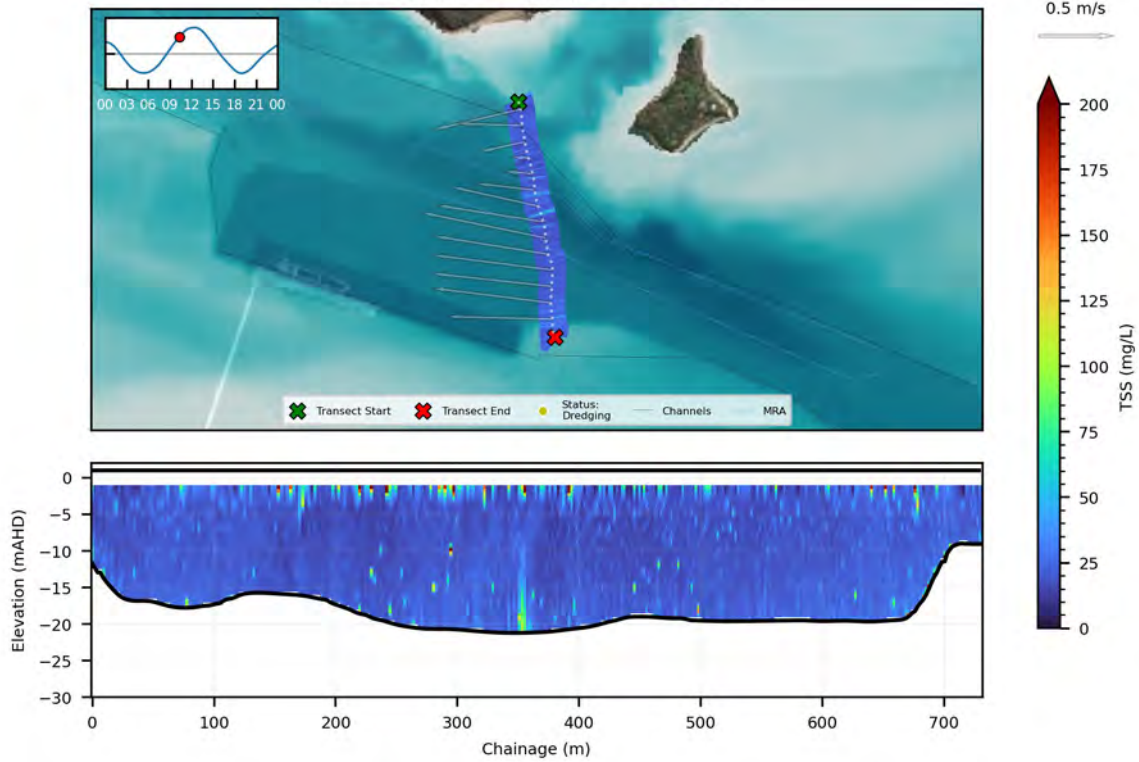 0.5 m/s
00 03 06 09 12 15 18 21 00
Transect Start
Transect End
Status:
Dredging
Channels
MRA
200
175
150
125
100
75
50
25
0
TSS (mg/L)
0
−5
−10
−15
−20
−25
−30
Elevation (mAHD)
0 100 200 300 400 500 600 700
Chainage (m)